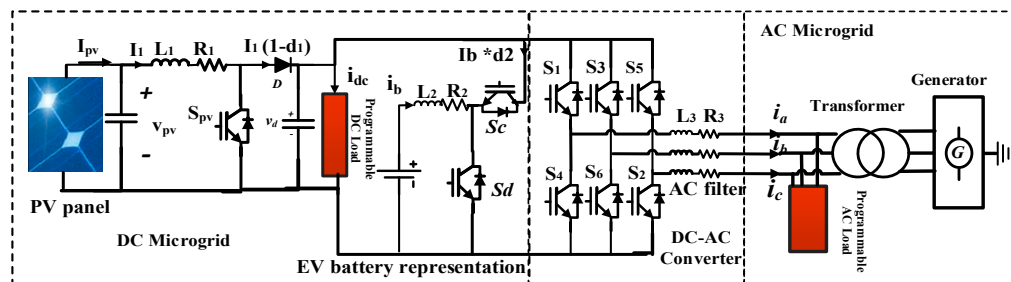 AC Microgrid
Ipv
I1
L1
R1
I1 (1-d1)
Ib *d2
D
idc
ib
L2
R2
Sc
S1
S3
S5
L3
R3
ia
ib
ic
Transformer
Generator
G
+
vpv
-
Spv
vd
+
-
Programmable
DC Load
Sd
S4
S6
S2
AC filter
Programmable
AC Load
PV panel
DC Microgrid
EV battery representation
DC-AC
Converter